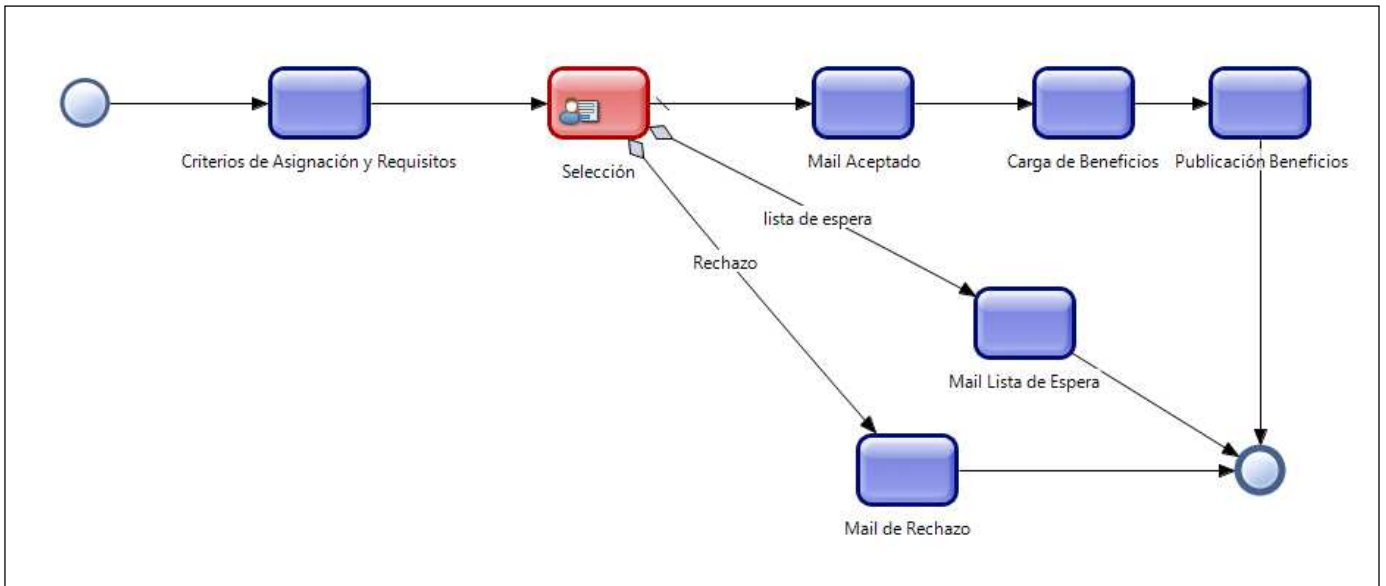 Criterios de Asignación y Requisitos
Selección
Mail Aceptado
Carga de Beneficios
Publicación Beneficios
lista de espera
Rechazo
Mail Lista de Espera
Mail de Rechazo